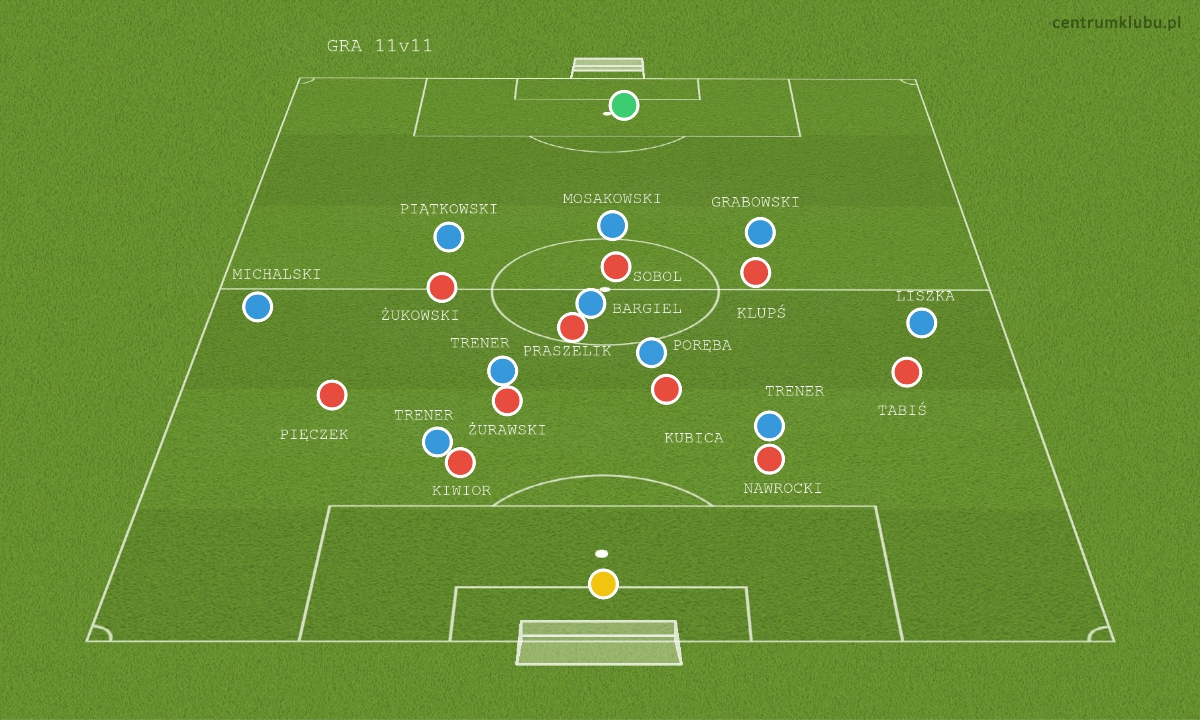 centrumklubu.pl
GRA 11v11
MOSAKOWSKI
GRABOWSKI
PIĄTKOWSKI
MICHALSKI
SOBOL
LISZKA
BARGIEL
KLUPŚ
ŻUKOWSKI
TRENER
PRASZELIK
PORĘBA
TRENER
TABIŚ
TRENER
ŻURAWSKI
PIĘCZEK
KUBICA
KIWIOR
NAWROCKI